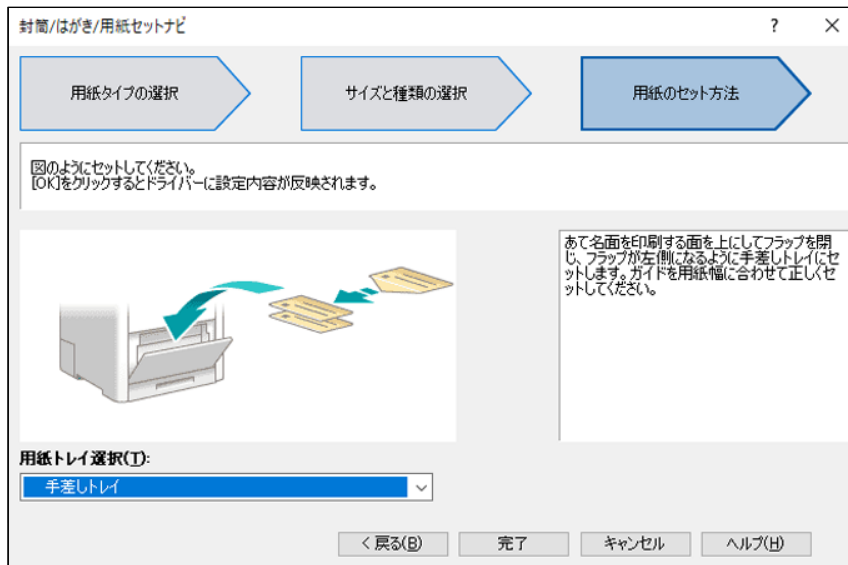 封筒/はがき/用紙セットナビ
? ×
用紙タイプの選択
サイズと種類の選択
用紙のセット方法
図のようにセットしてください。
[OK]をクリックするとドライバーに設定内容が反映されます。
あて名面を印刷する面を上にしてフラップを閉
じ、フラップが左側になるように手差しトレイにセ
ットします。ガイドを用紙幅に合わせて正しくセ
ットしてください。
用紙トレイ選択(T):
手差しトレイ
< 戻る(B)
完了
キャンセル
ヘルプ(H)